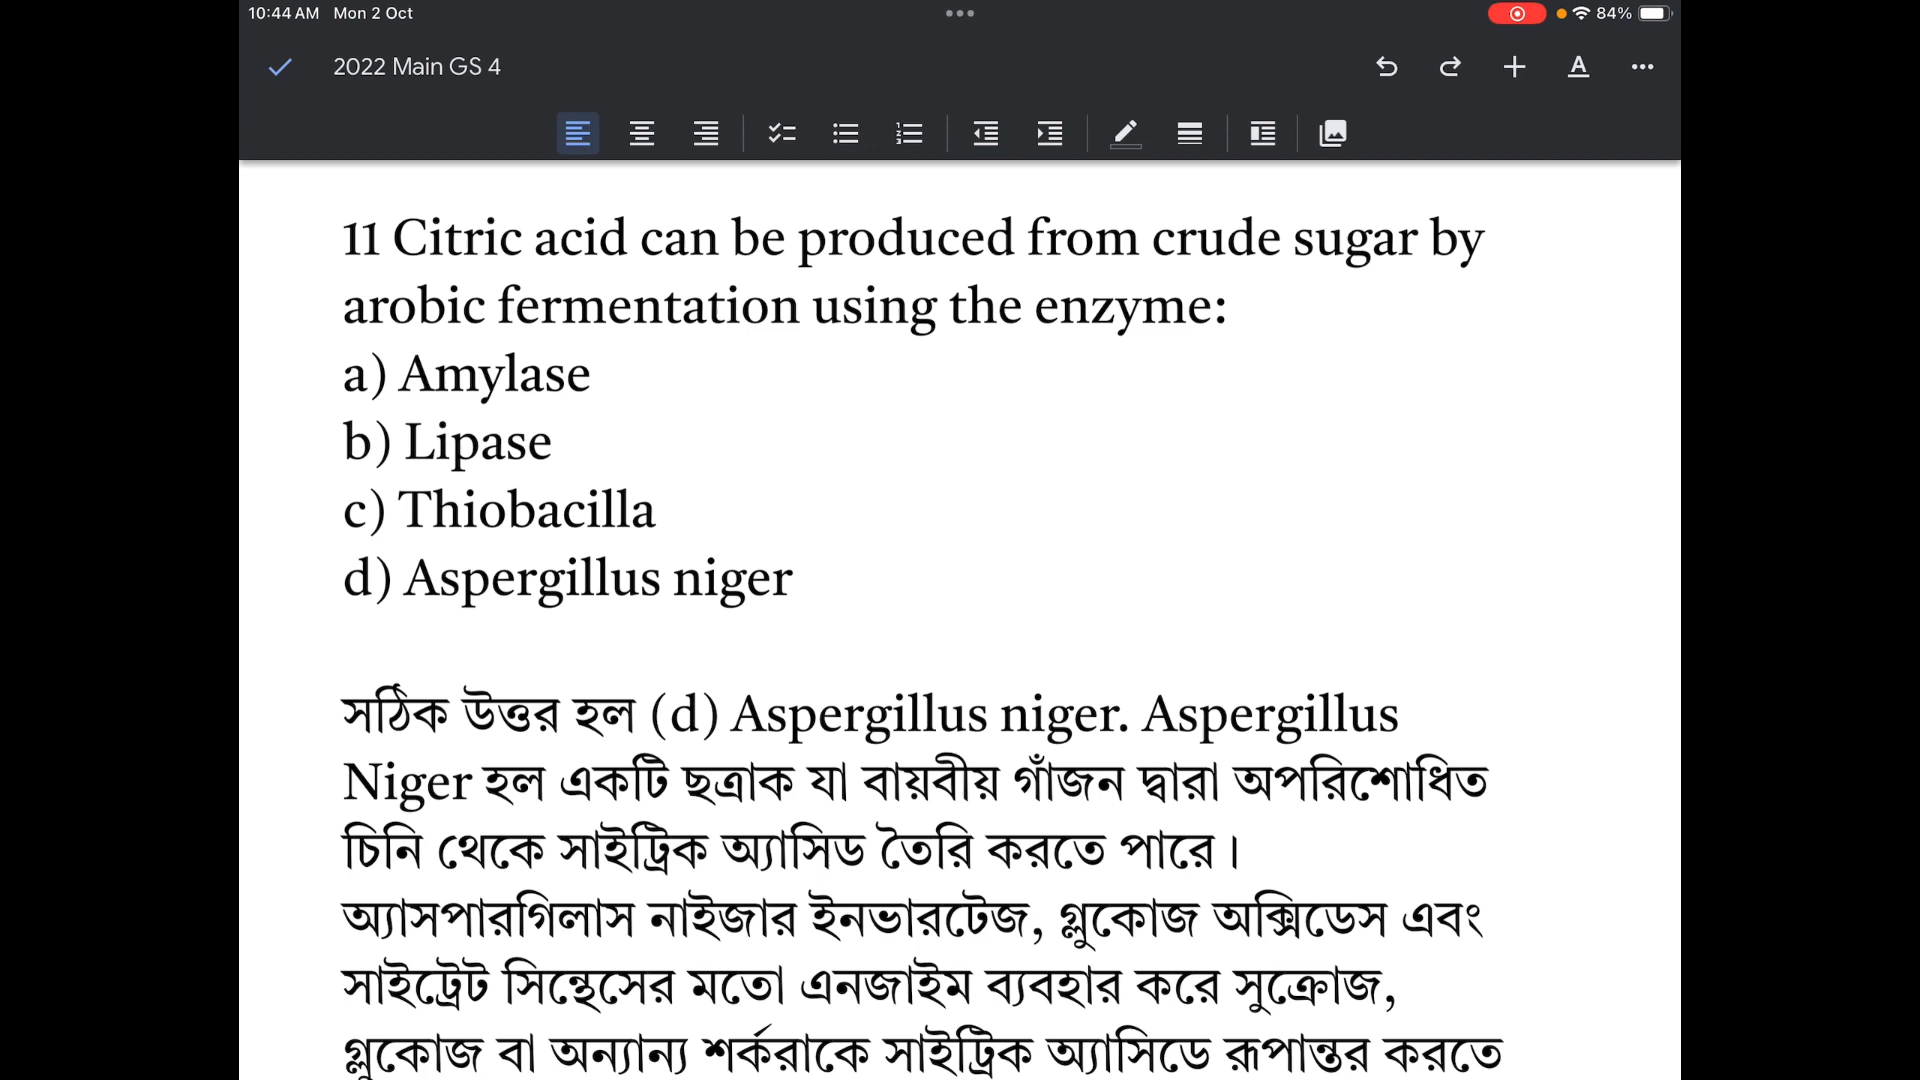 10:44 AM Mon 2 Oct
84%
2022 Main GS 4
11 Citric acid can be produced from crude sugar by
arobic fermentation using the enzyme:
a) Amylase
b) Lipase
c) Thiobacilla
d) Aspergillus niger
সঠিক উত্তর হল (d) Aspergillus niger. Aspergillus
Niger হল একটি ছত্রাক যা বায়বীয় গাঁজন দ্বারা অপরিশোধিত
চিনি থেকে সাইট্রিক অ্যাসিড তৈরি করতে পারে।
অ্যাসপারগিলাস নাইজার ইনভারটেজ, গ্লুকোজ অক্সিডেস এবং
সাইট্রেট সিন্থেসের মতো এনজাইম ব্যবহার করে সুক্রোজ,
গ্লুকোজ বা অন্যান্য শর্করাকে সাইট্রিক অ্যাসিডে রূপান্তর করতে